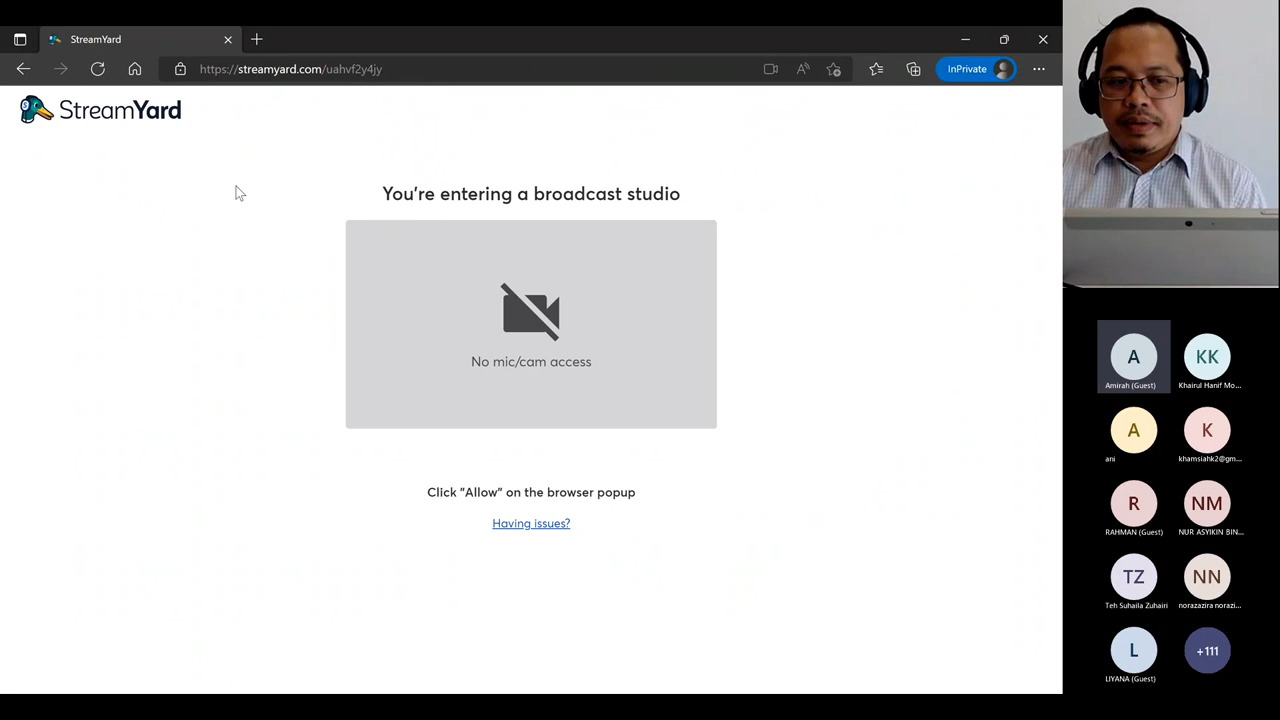 StreamYard
https://streamyard.com/uahvf2y4jy
InPrivate
StreamYard
You're entering a broadcast studio
No mic/cam access
Click "Allow" on the browser popup
Having issues?
A
Amirah (Guest)
KK
Khairul Hanif Mo...
A
ani
K
khamsiahk2@gm...
R
RAHMAN (Guest)
NM
NUR ASYIKIN BIN...
TZ
Teh Suhaila Zuhairi
NN
norazazira norazi...
L
LIYANA (Guest)
+111